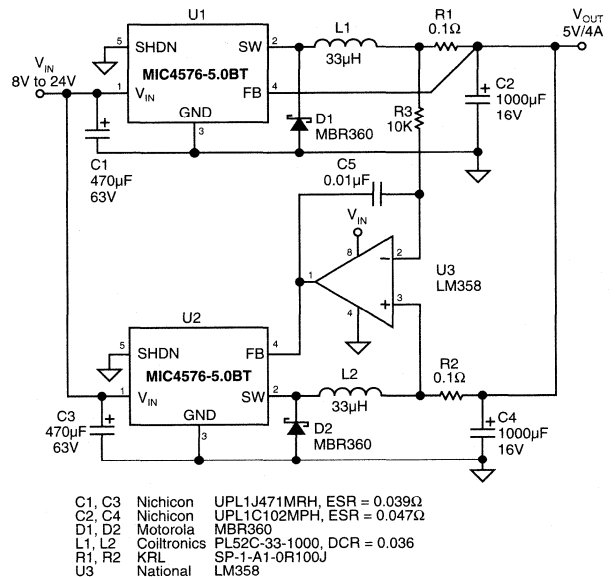 U1
L1
R1
0.1Ω
VOUT
5V/4A
VIN
8V to 24V
5
SHDN
SW
2
33µH
MIC4576-5.0BT
1
VIN
FB
4
GND
3
D1
MBR360
R3
10K
C2
1000µF
16V
C1
470µF
63V
C5
0.01µF
VIN
8
2
1
U3
LM358
3
4
U2
5
SHDN
FB
4
MIC4576-5.0BT
1
VIN
SW
2
L2
33µH
R2
0.1Ω
GND
3
C3
470µF
63V
D2
MBR360
C4
1000µF
16V
C1, C3 Nichicon UPL1J471MRH, ESR = 0.039Ω
C2, C4 Nichicon UPL1C102MPH, ESR = 0.047Ω
D1, D2 Motorola MBR360
L1, L2 Coiltronics PL52C-33-1000, DCR = 0.036
R1, R2 KRL SP-1-A1-0R100J
U3 National LM358